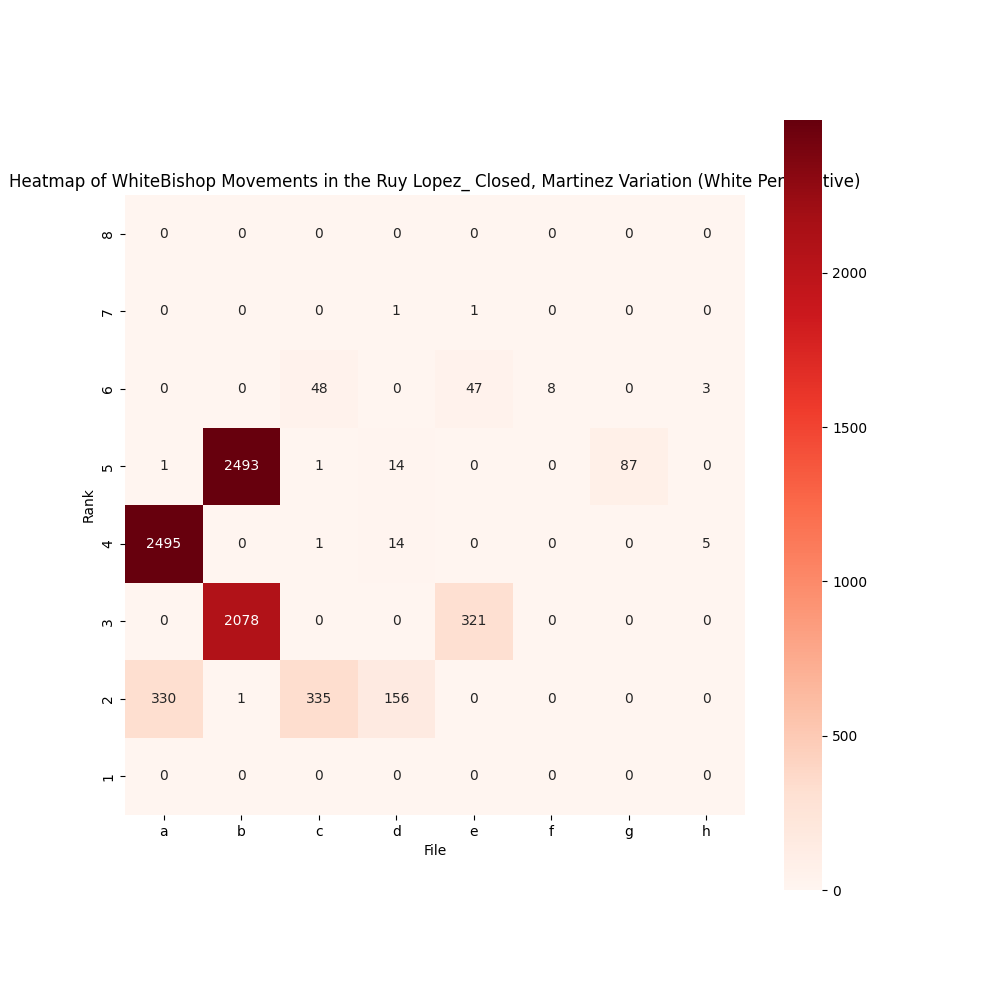 Heatmap of WhiteBishop Movements in the Ruy Lopez_ Closed, Martinez Variation (White Per tive)
8 0 0 0 0 0 0 0 0
7 0 0 0 1 1 0 0 0
6 0 0 48 0 47 8 0 3
5 1 2493 1 14 0 0 87 0
Rank
4 2495 0 1 14 0 0 0 5
3 0 2078 0 0 321 0 0 0
2 330 1 335 156 0 0 0 0
1 0 0 0 0 0 0 0 0
a b c d e f g h
File
2000
1500
1000
500
0